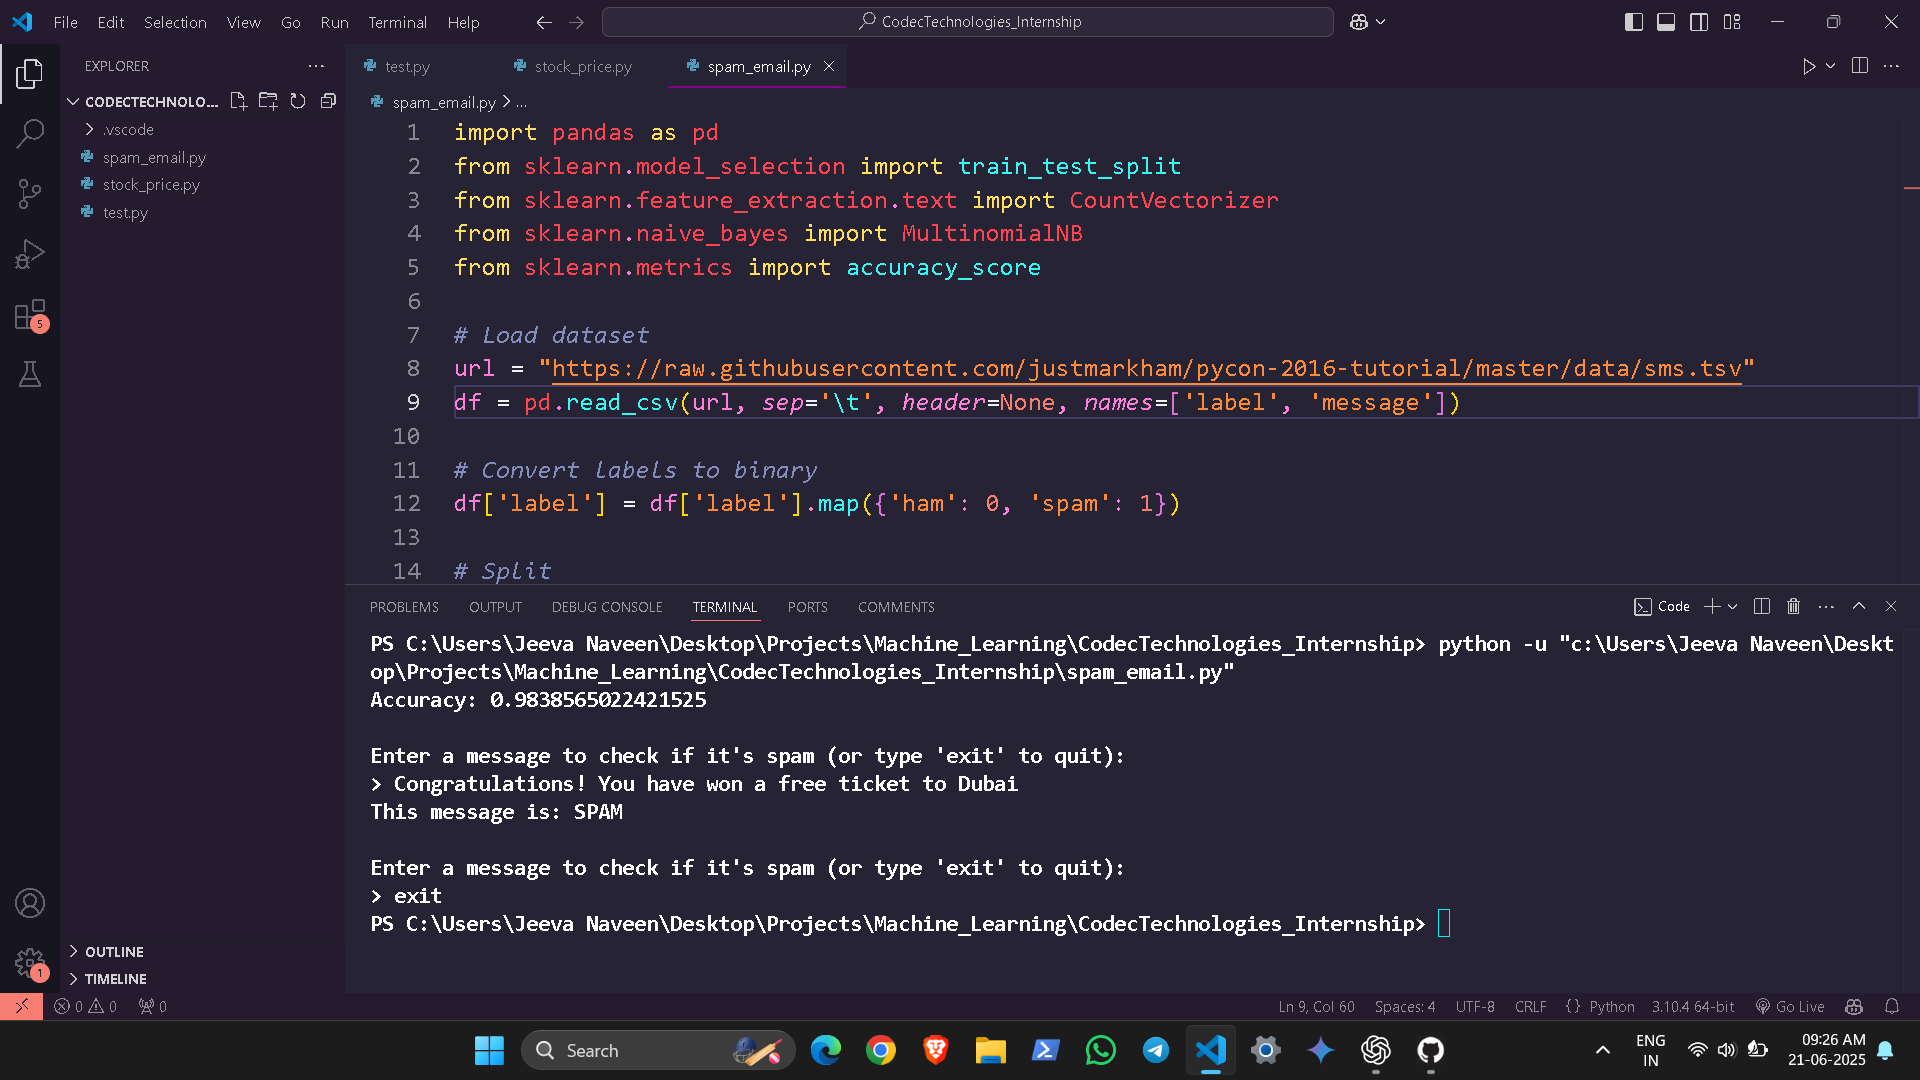 File Edit Selection View Go Run Terminal Help
CodecTechnologies_Internship
EXPLORER
CODECTECHNOLO...
.vscode
spam_email.py
stock_price.py
test.py
OUTLINE
TIMELINE
test.py stock_price.py spam_email.py
spam_email.py > ...
1 import pandas as pd
2 from sklearn.model_selection import train_test_split
3 from sklearn.feature_extraction.text import CountVectorizer
4 from sklearn.naive_bayes import MultinomialNB
5 from sklearn.metrics import accuracy_score
6
7 # Load dataset
8 url = "https://raw.githubusercontent.com/justmarkham/pycon-2016-tutorial/master/data/sms.tsv"
9 df = pd.read_csv(url, sep='\t', header=None, names=['label', 'message'])
10
11 # Convert labels to binary
12 df['label'] = df['label'].map({'ham': 0, 'spam': 1})
13
14 # Split
PROBLEMS OUTPUT DEBUG CONSOLE TERMINAL PORTS COMMENTS
Code
PS C:\Users\Jeeva Naveen\Desktop\Projects\Machine_Learning\CodecTechnologies_Internship> python -u "c:\Users\Jeeva Naveen\Deskt
op\Projects\Machine_Learning\CodecTechnologies_Internship\spam_email.py"
Accuracy: 0.9838565022421525
Enter a message to check if it's spam (or type 'exit' to quit):
> Congratulations! You have won a free ticket to Dubai
This message is: SPAM
Enter a message to check if it's spam (or type 'exit' to quit):
> exit
PS C:\Users\Jeeva Naveen\Desktop\Projects\Machine_Learning\CodecTechnologies_Internship>
5
1
0 0 0
Ln 9, Col 60 Spaces: 4 UTF-8 CRLF {} Python 3.10.4 64-bit Go Live
Search
ENG
IN
09:26 AM
21-06-2025